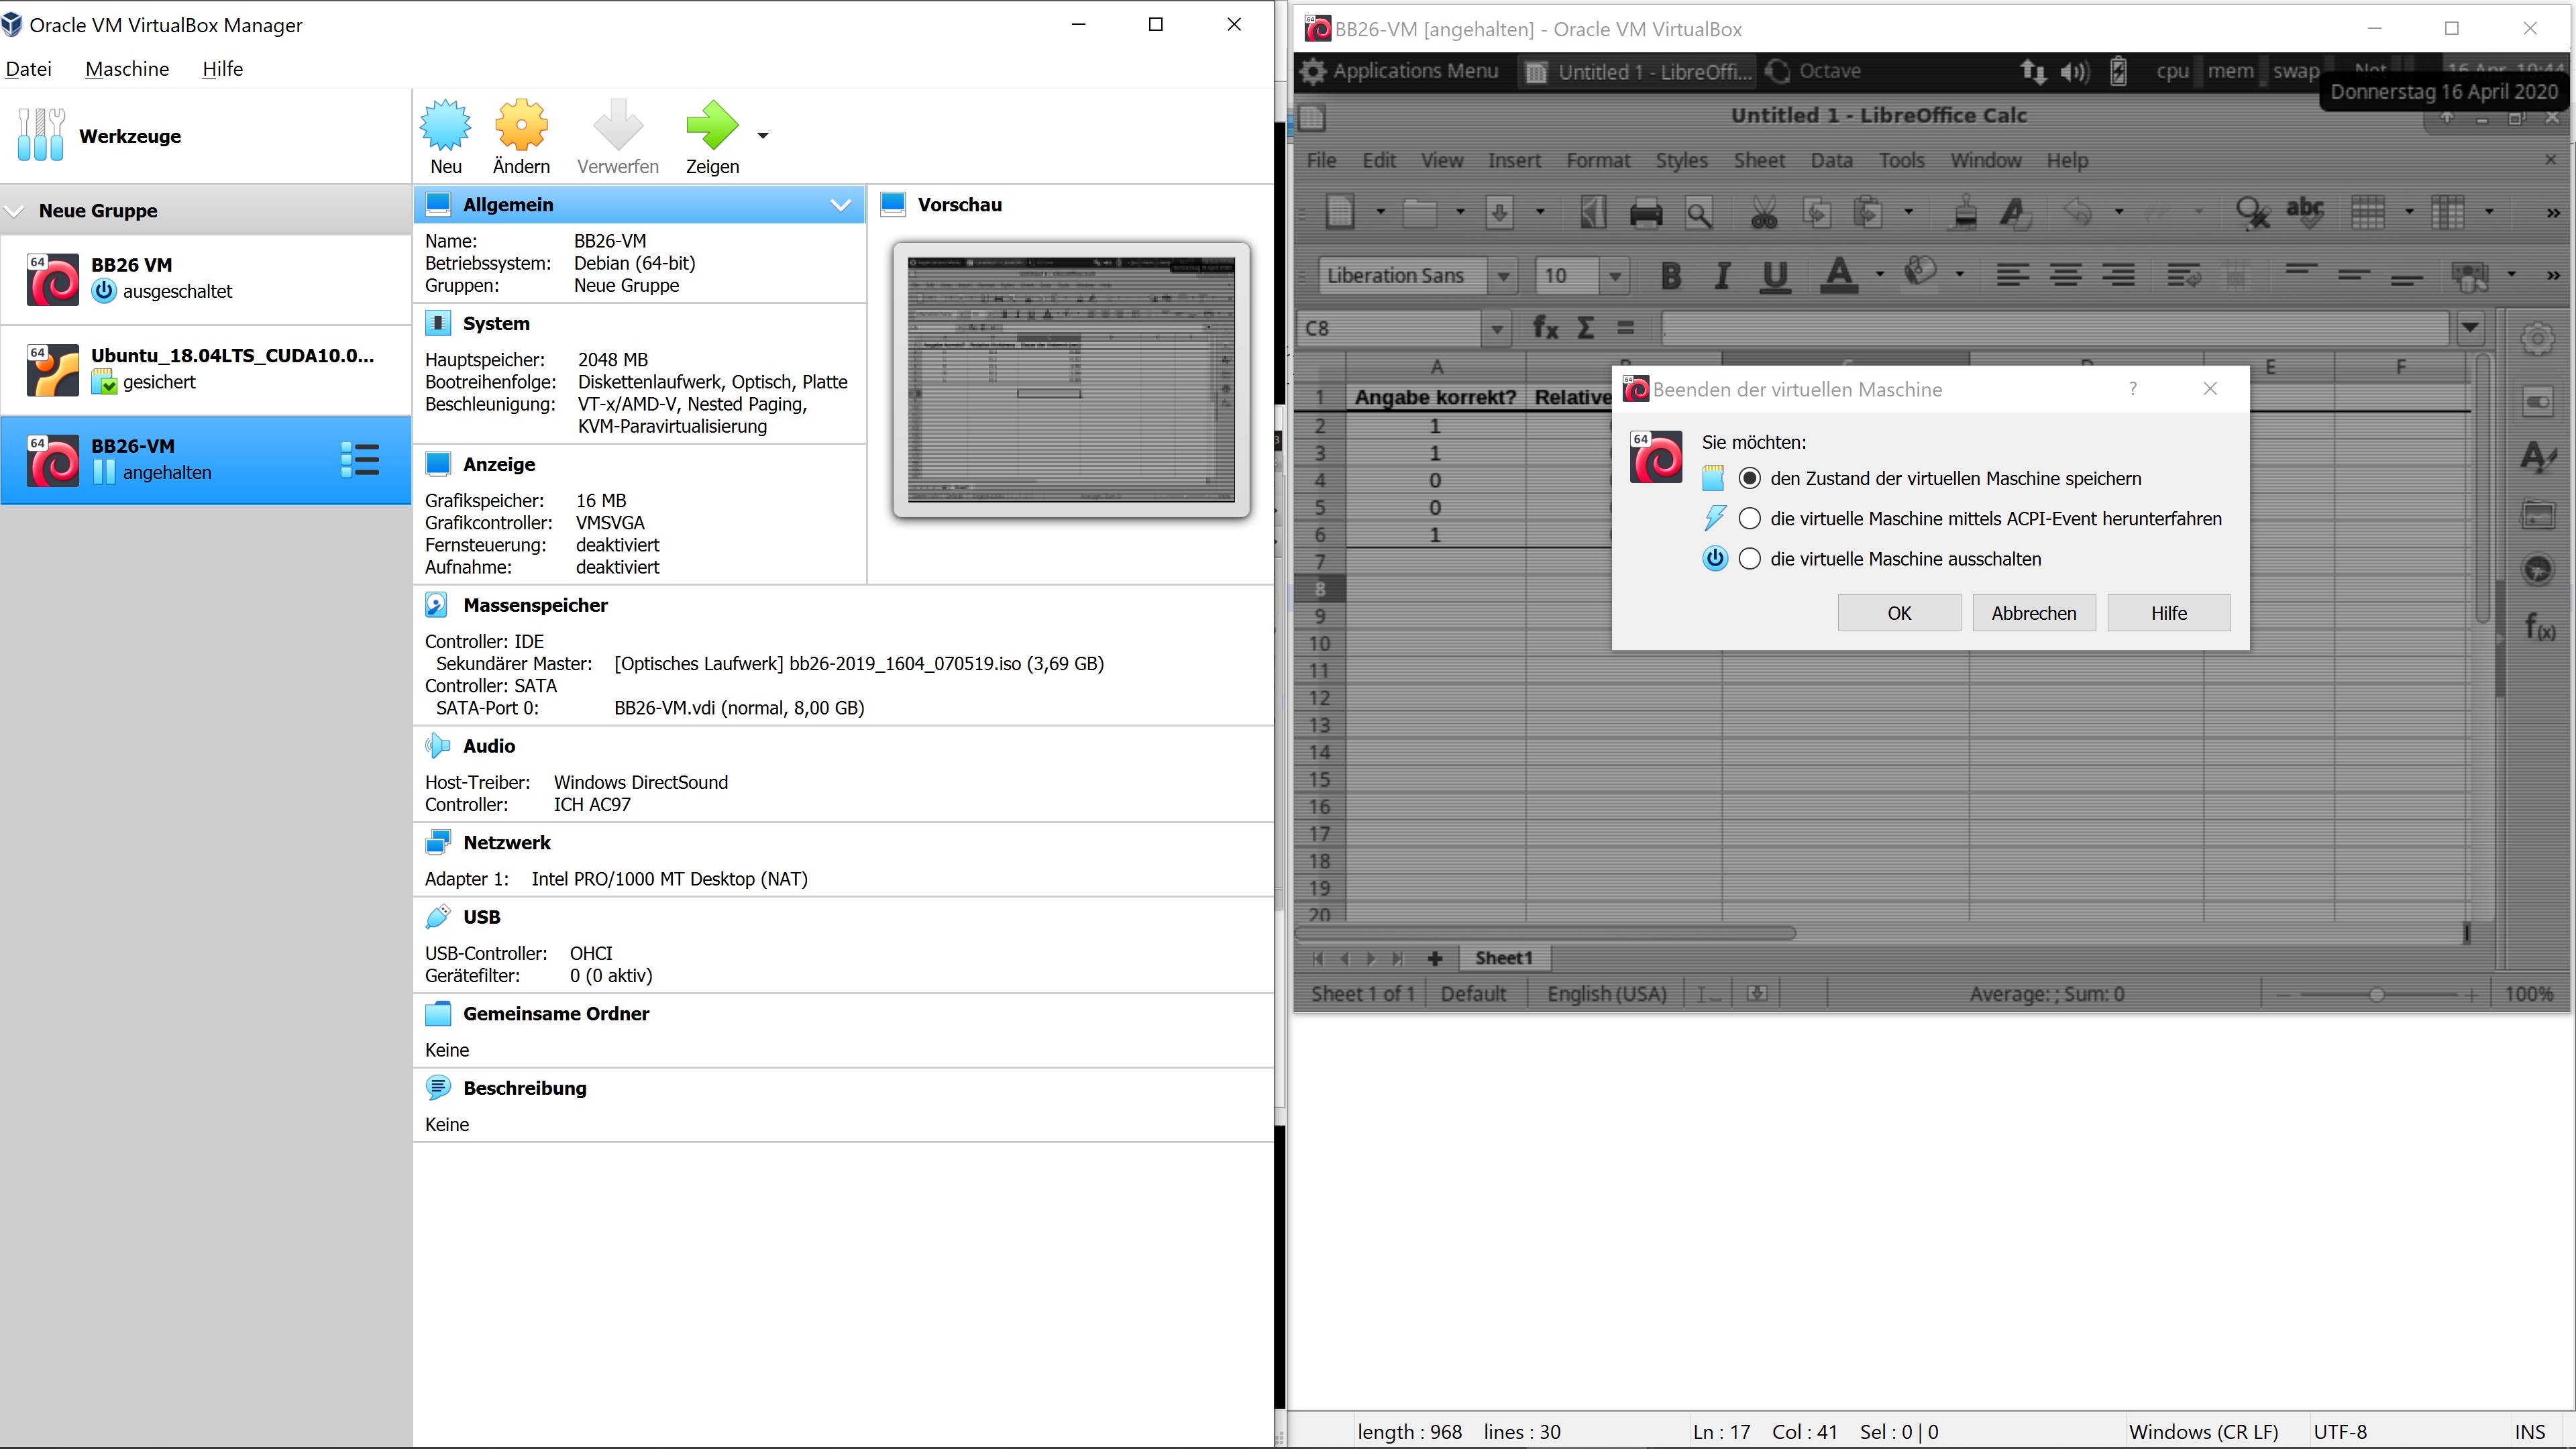 Oracle VM VirtualBox Manager
Datei Maschine Hilfe
Werkzeuge
Neu Ändern Verwerfen Zeigen
Neue Gruppe
64
BB26 VM
ausgeschaltet
64
Ubuntu_18.04LTS_CUDA10.0...
gesichert
64
BB26-VM
angehalten
Allgemein
Name: BB26-VM
Betriebssystem: Debian (64-bit)
Gruppen: Neue Gruppe
System
Hauptspeicher: 2048 MB
Bootreihenfolge: Diskettenlaufwerk, Optisch, Platte
Beschleunigung: VT-x/AMD-V, Nested Paging,
KVM-Paravirtualisierung
Anzeige
Grafikspeicher: 16 MB
Grafikcontroller: VMSVGA
Fernsteuerung: deaktiviert
Aufnahme: deaktiviert
Vorschau
Massenspeicher
Controller: IDE
Sekundärer Master: [Optisches Laufwerk] bb26-2019_1604_070519.iso (3,69 GB)
Controller: SATA
SATA-Port 0: BB26-VM.vdi (normal, 8,00 GB)
Audio
Host-Treiber: Windows DirectSound
Controller: ICH AC97
Netzwerk
Adapter 1: Intel PRO/1000 MT Desktop (NAT)
USB
USB-Controller: OHCI
Gerätefilter: 0 (0 aktiv)
Gemeinsame Ordner
Keine
Beschreibung
Keine
64
BB26-VM [angehalten] - Oracle VM VirtualBox
Applications Menu Untitled 1 - LibreOffi... Octave cpu mem swap Net 16 Apr, 10:44
Donnerstag 16 April 2020
Untitled 1 - LibreOffice Calc
File Edit View Insert Format Styles Sheet Data Tools Window Help
abc
Liberation Sans 10 B I U A
C8 fx Σ =
A B C D E F
1 Angabe korrekt? Relative
2 1
3 1
4 0
5 0
6 1
7
8
9
10
11
12
13
14
15
16
17
18
19
20
64
Beenden der virtuellen Maschine ?
64
Sie möchten:
den Zustand der virtuellen Maschine speichern
die virtuelle Maschine mittels ACPI-Event herunterfahren
die virtuelle Maschine ausschalten
OK Abbrechen Hilfe
f(x)
Sheet1
Sheet 1 of 1 Default English (USA) Average: ; Sum: 0 100%
length : 968 lines : 30 Ln : 17 Col : 41 Sel : 0 | 0 Windows (CR LF) UTF-8 INS